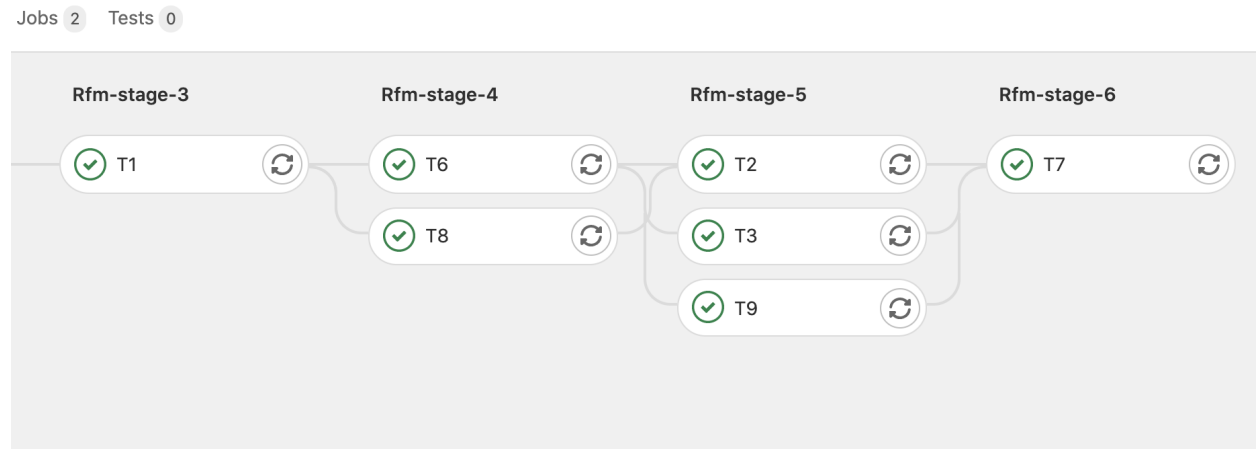 Jobs 2 Tests 0
Rfm-stage-3 Rfm-stage-4 Rfm-stage-5 Rfm-stage-6
T1 T6 T2 T7
T8 T3
T9